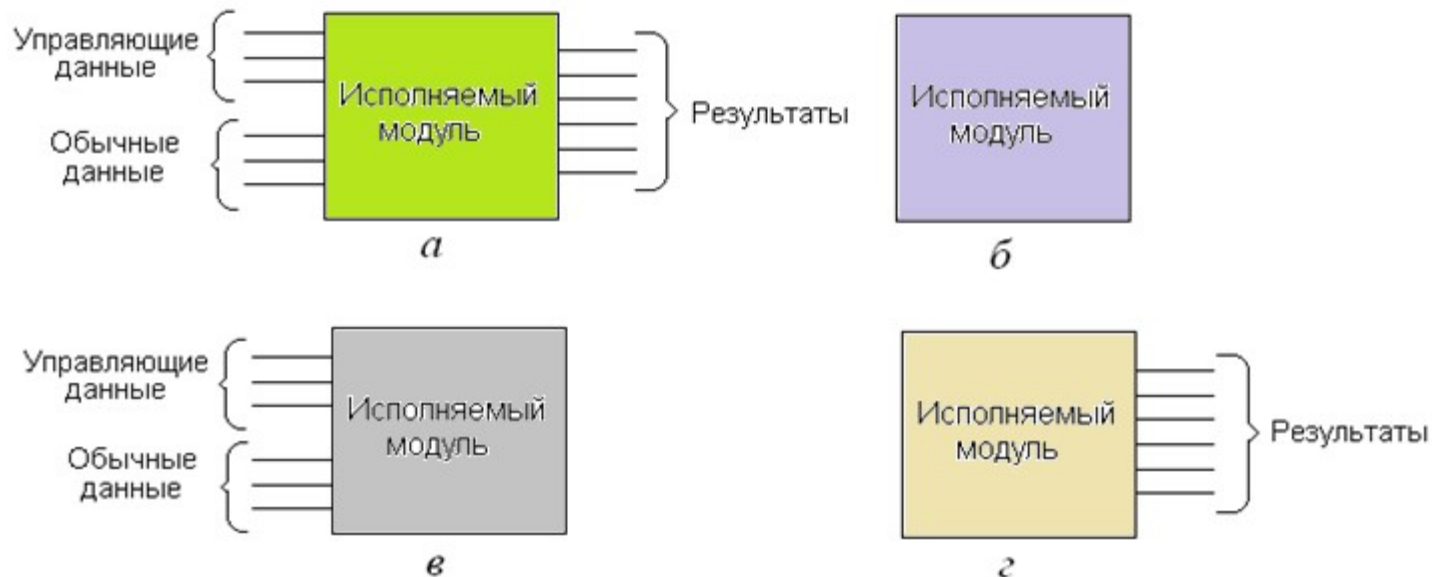 Управляющие
данные
Обычные
данные
Исполняемый
модуль
Результаты
а
Исполняемый
модуль
б
Управляющие
данные
Обычные
данные
Исполняемый
модуль
в
Исполняемый
модуль
Результаты
г